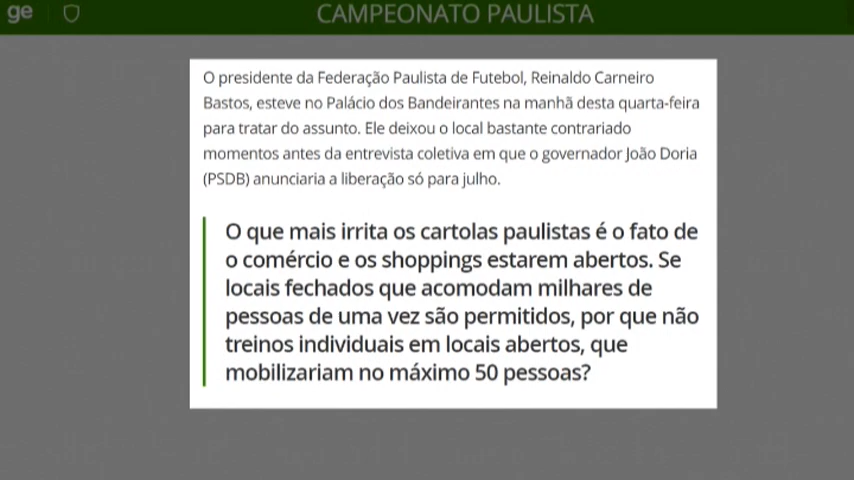 ge
CAMPEONATO PAULISTA
O presidente da Federação Paulista de Futebol, Reinaldo Carneiro
Bastos, esteve no Palácio dos Bandeirantes na manhã desta quarta-feira
para tratar do assunto. Ele deixou o local bastante contrariado
momentos antes da entrevista coletiva em que o governador João Doria
(PSDB) anunciaria a liberação só para julho.
O que mais irrita os cartolas paulistas é o fato de
o comércio e os shoppings estarem abertos. Se
locais fechados que acomodam milhares de
pessoas de uma vez são permitidos, por que não
treinos individuais em locais abertos, que
mobilizariam no máximo 50 pessoas?